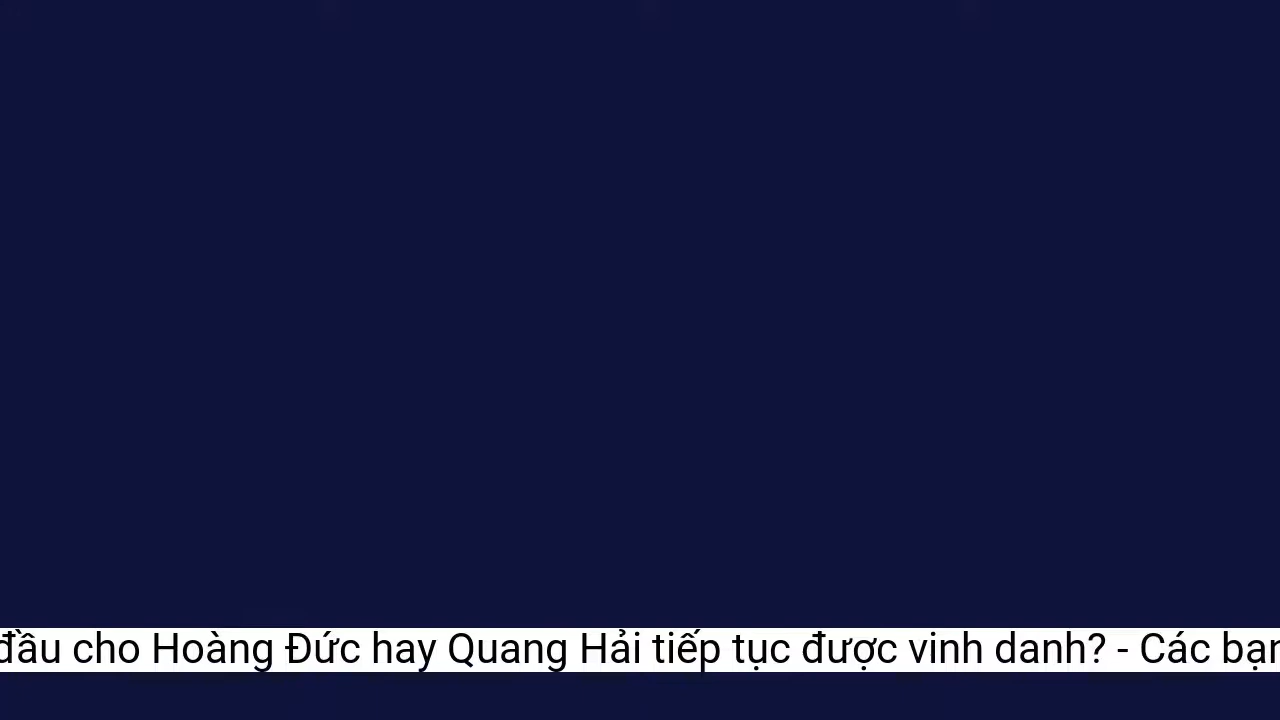 đầu cho Hoàng Đức hay Quang Hải tiếp tục được vinh danh? - Các bạn